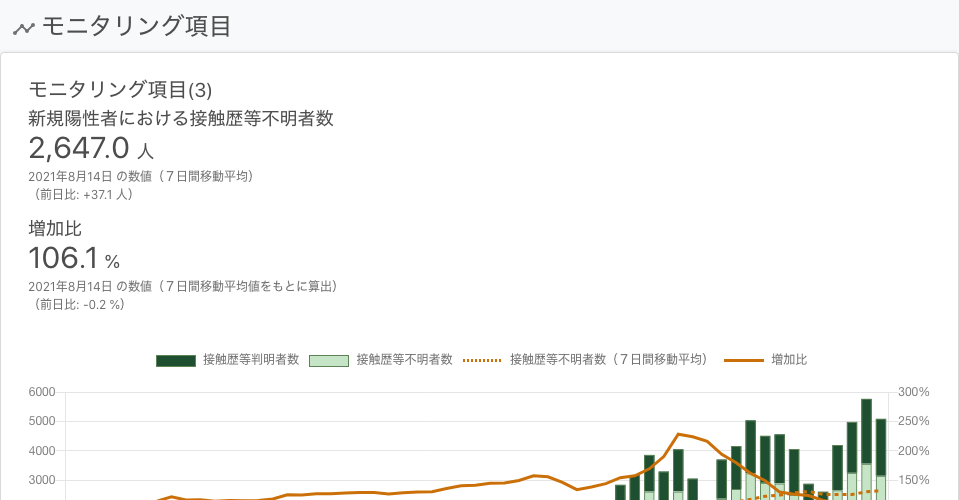 モニタリング項目
モニタリング項目(3)
新規陽性者における接触歴等不明者数
2,647.0 人
2021年8月14日 の数値（７日間移動平均）
（前日比: +37.1 人）
増加比
106.1 %
2021年8月14日 の数値（７日間移動平均値をもとに算出）
（前日比: -0.2 %）
接触歴等判明者数 接触歴等不明者数 接触歴等不明者数（７日間移動平均） 増加比
6000 300%
5000 250%
4000 200%
3000 150%